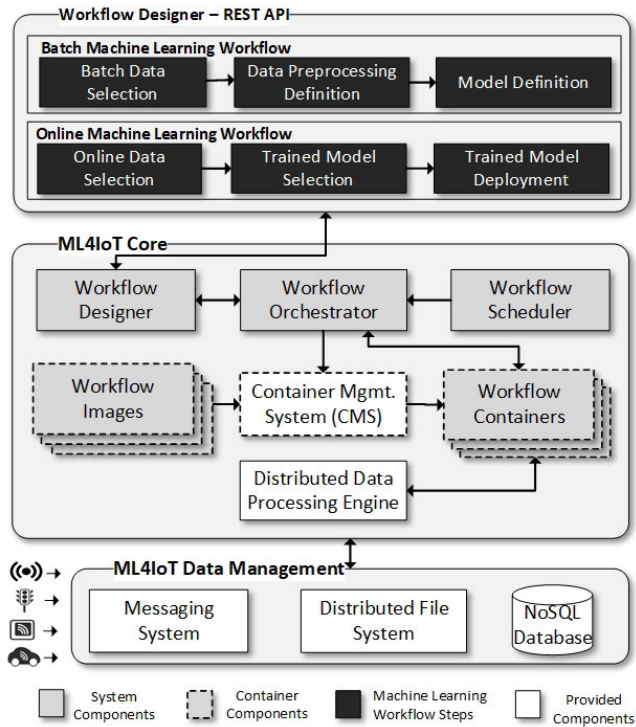 Workflow Designer – REST API
Batch Machine Learning Workflow
Batch Data
Selection
Data Preprocessing
Definition
Model Definition
Online Machine Learning Workflow
Online Data
Selection
Trained Model
Selection
Trained Model
Deployment
ML4IoT Core
Workflow
Designer
Workflow
Orchestrator
Workflow
Scheduler
Workflow
Images
Container Mgmt.
System (CMS)
Workflow
Containers
Distributed Data
Processing Engine
ML4IoT Data Management
Messaging
System
Distributed File
System
NoSQL
Database
System
Components
Container
Components
Machine Learning
Workflow Steps
Provided
Components